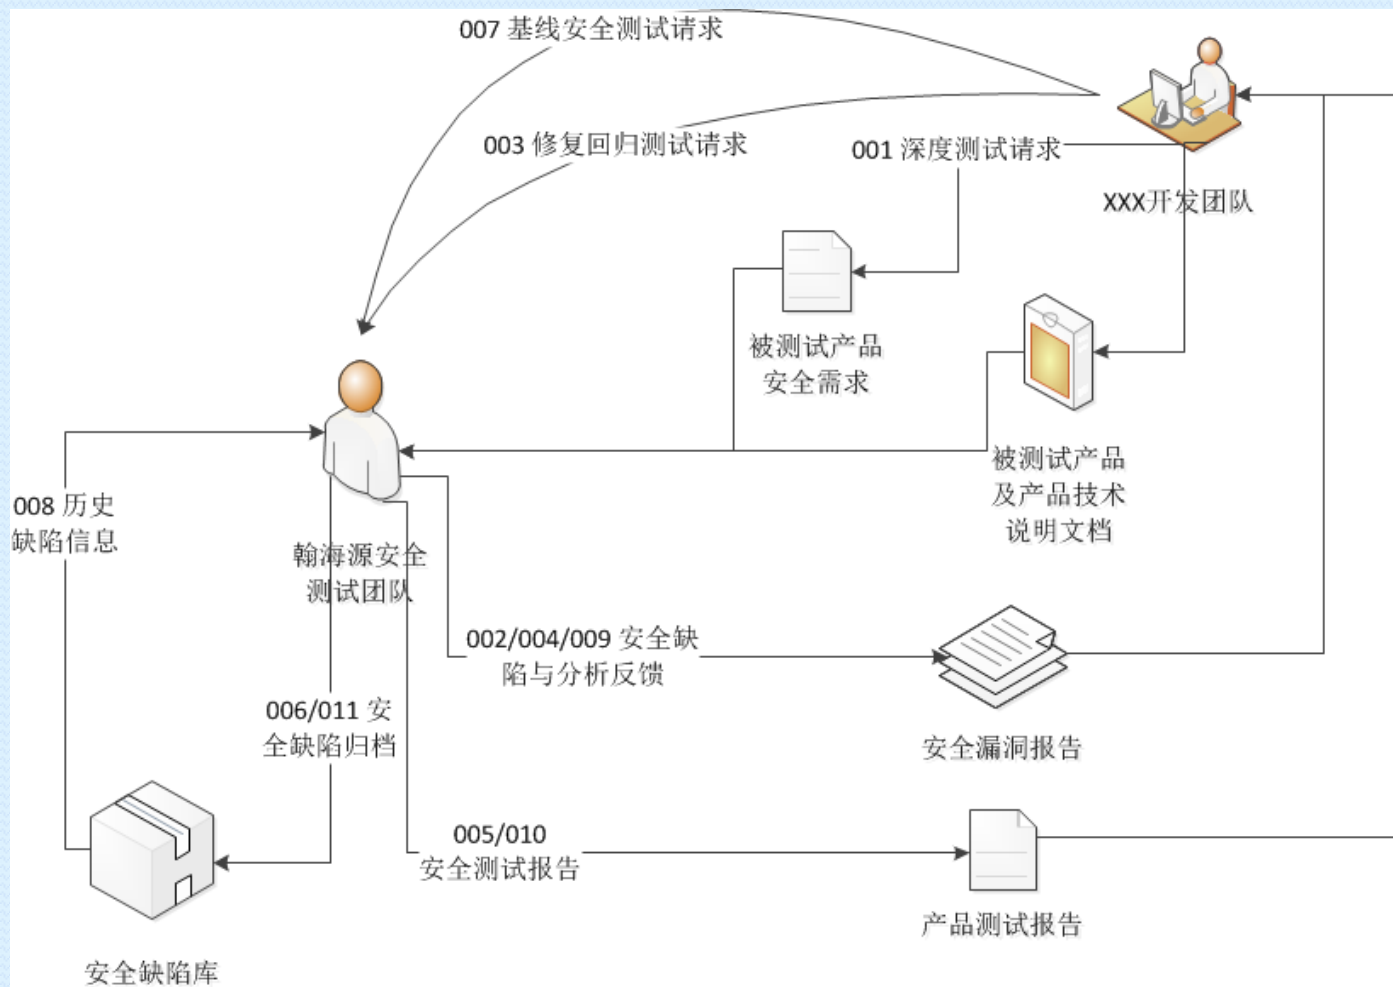 007 基线安全测试请求
003 修复回归测试请求
001 深度测试请求
XXX开发团队
被测试产品
安全需求
被测试产品
及产品技术
说明文档
008 历史
缺陷信息
翰海源安全
测试团队
002/004/009 安全缺
陷与分析反馈
006/011 安
全缺陷归档
安全漏洞报告
005/010
安全测试报告
产品测试报告
安全缺陷库